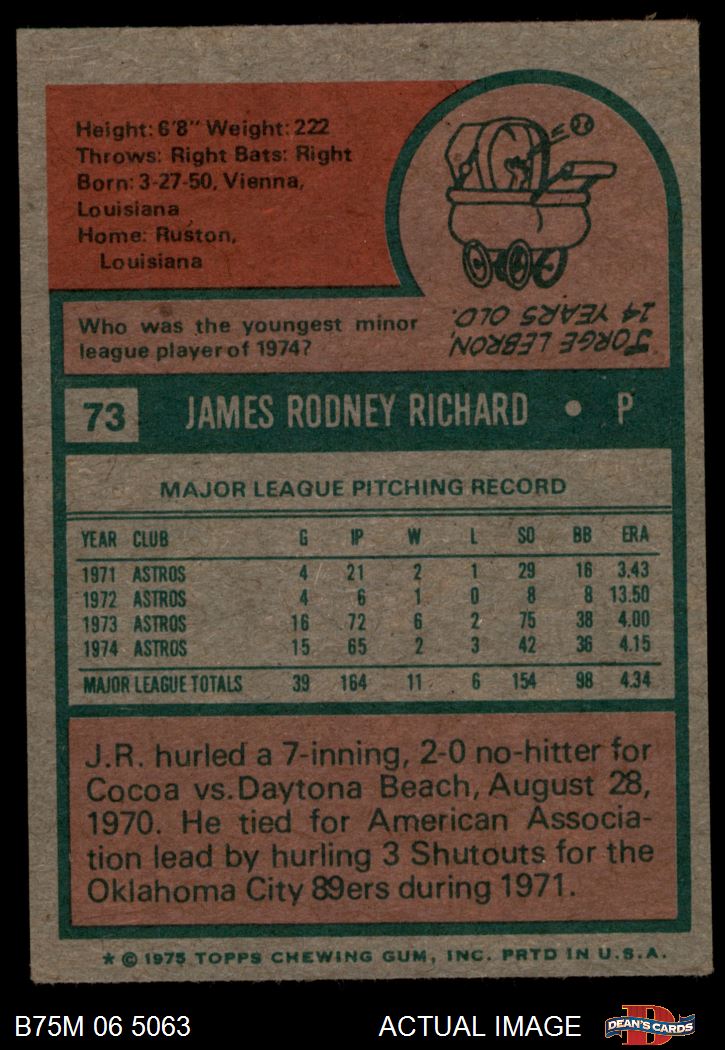 Height: 6'8" Weight: 222
Throws: Right Bats: Right
Born: 3-27-50, Vienna,
Louisiana
Home: Ruston,
Louisiana
Who was the youngest minor
league player of 1974?
JORGE LEBRON,
14 YEARS OLD.
73 JAMES RODNEY RICHARD • P
MAJOR LEAGUE PITCHING RECORD
YEAR CLUB G IP W L SO BB ERA
1971 ASTROS 4 21 2 1 29 16 3.43
1972 ASTROS 4 6 1 0 8 8 13.50
1973 ASTROS 16 72 6 2 75 38 4.00
1974 ASTROS 15 65 2 3 42 36 4.15
MAJOR LEAGUE TOTALS 39 164 11 6 154 98 4.34
J.R. hurled a 7-inning, 2-0 no-hitter for
Cocoa vs. Daytona Beach, August 28,
1970. He tied for American Associa-
tion lead by hurling 3 Shutouts for the
Oklahoma City 89ers during 1971.
* © 1975 TOPPS CHEWING GUM, INC. PRTD IN U.S.A.
B75M 06 5063 ACTUAL IMAGE
D
DEAN'S CARDS